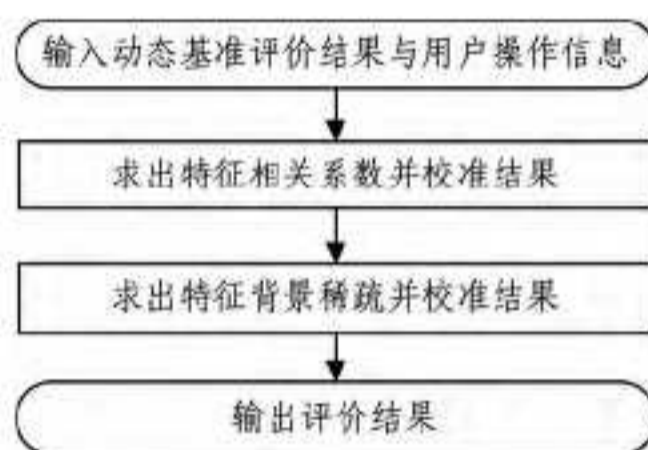 输入动态基准评价结果与用户操作信息
求出特征相关系数并校准结果
求出特征背景稀疏并校准结果
输出评价结果